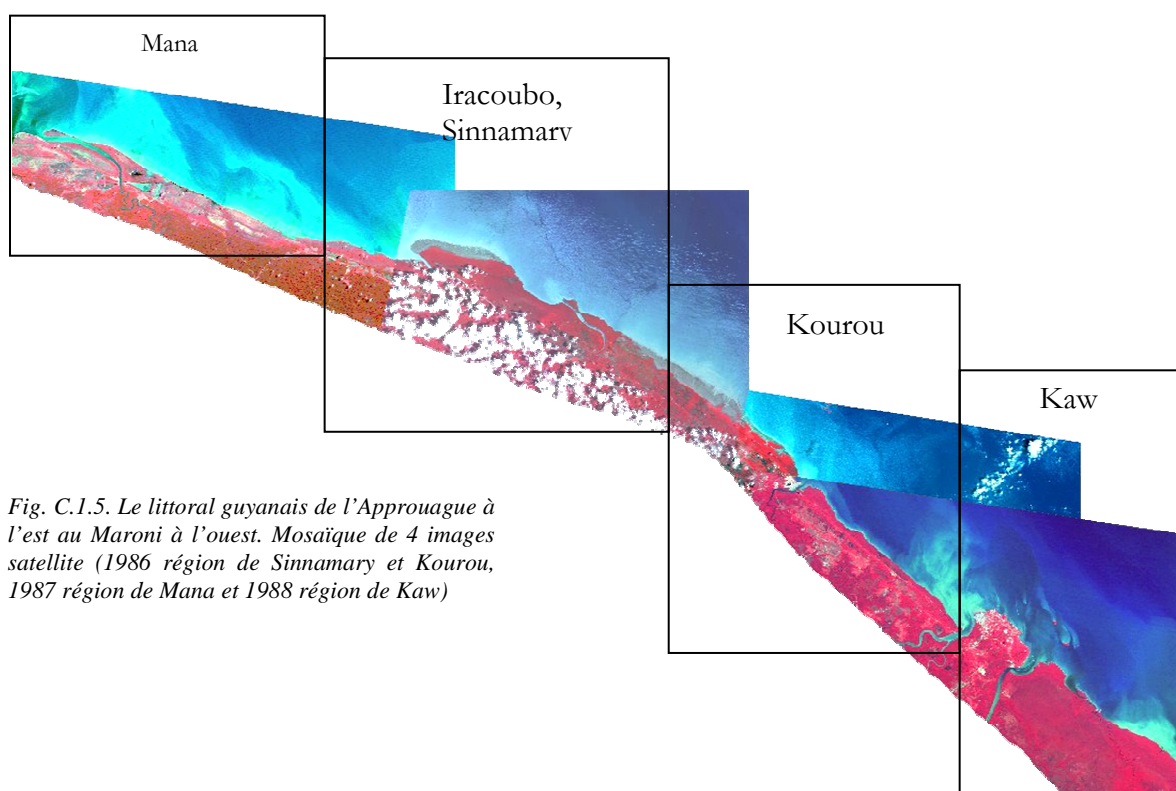 Mana
Iracoubo,
Sinnamary
Kourou
Kaw
Fig. C.1.5. Le littoral guyanais de l'Approuague à
l'est au Maroni à l'ouest. Mosaïque de 4 images
satellite (1986 région de Sinnamary et Kourou,
1987 région de Mana et 1988 région de Kaw)